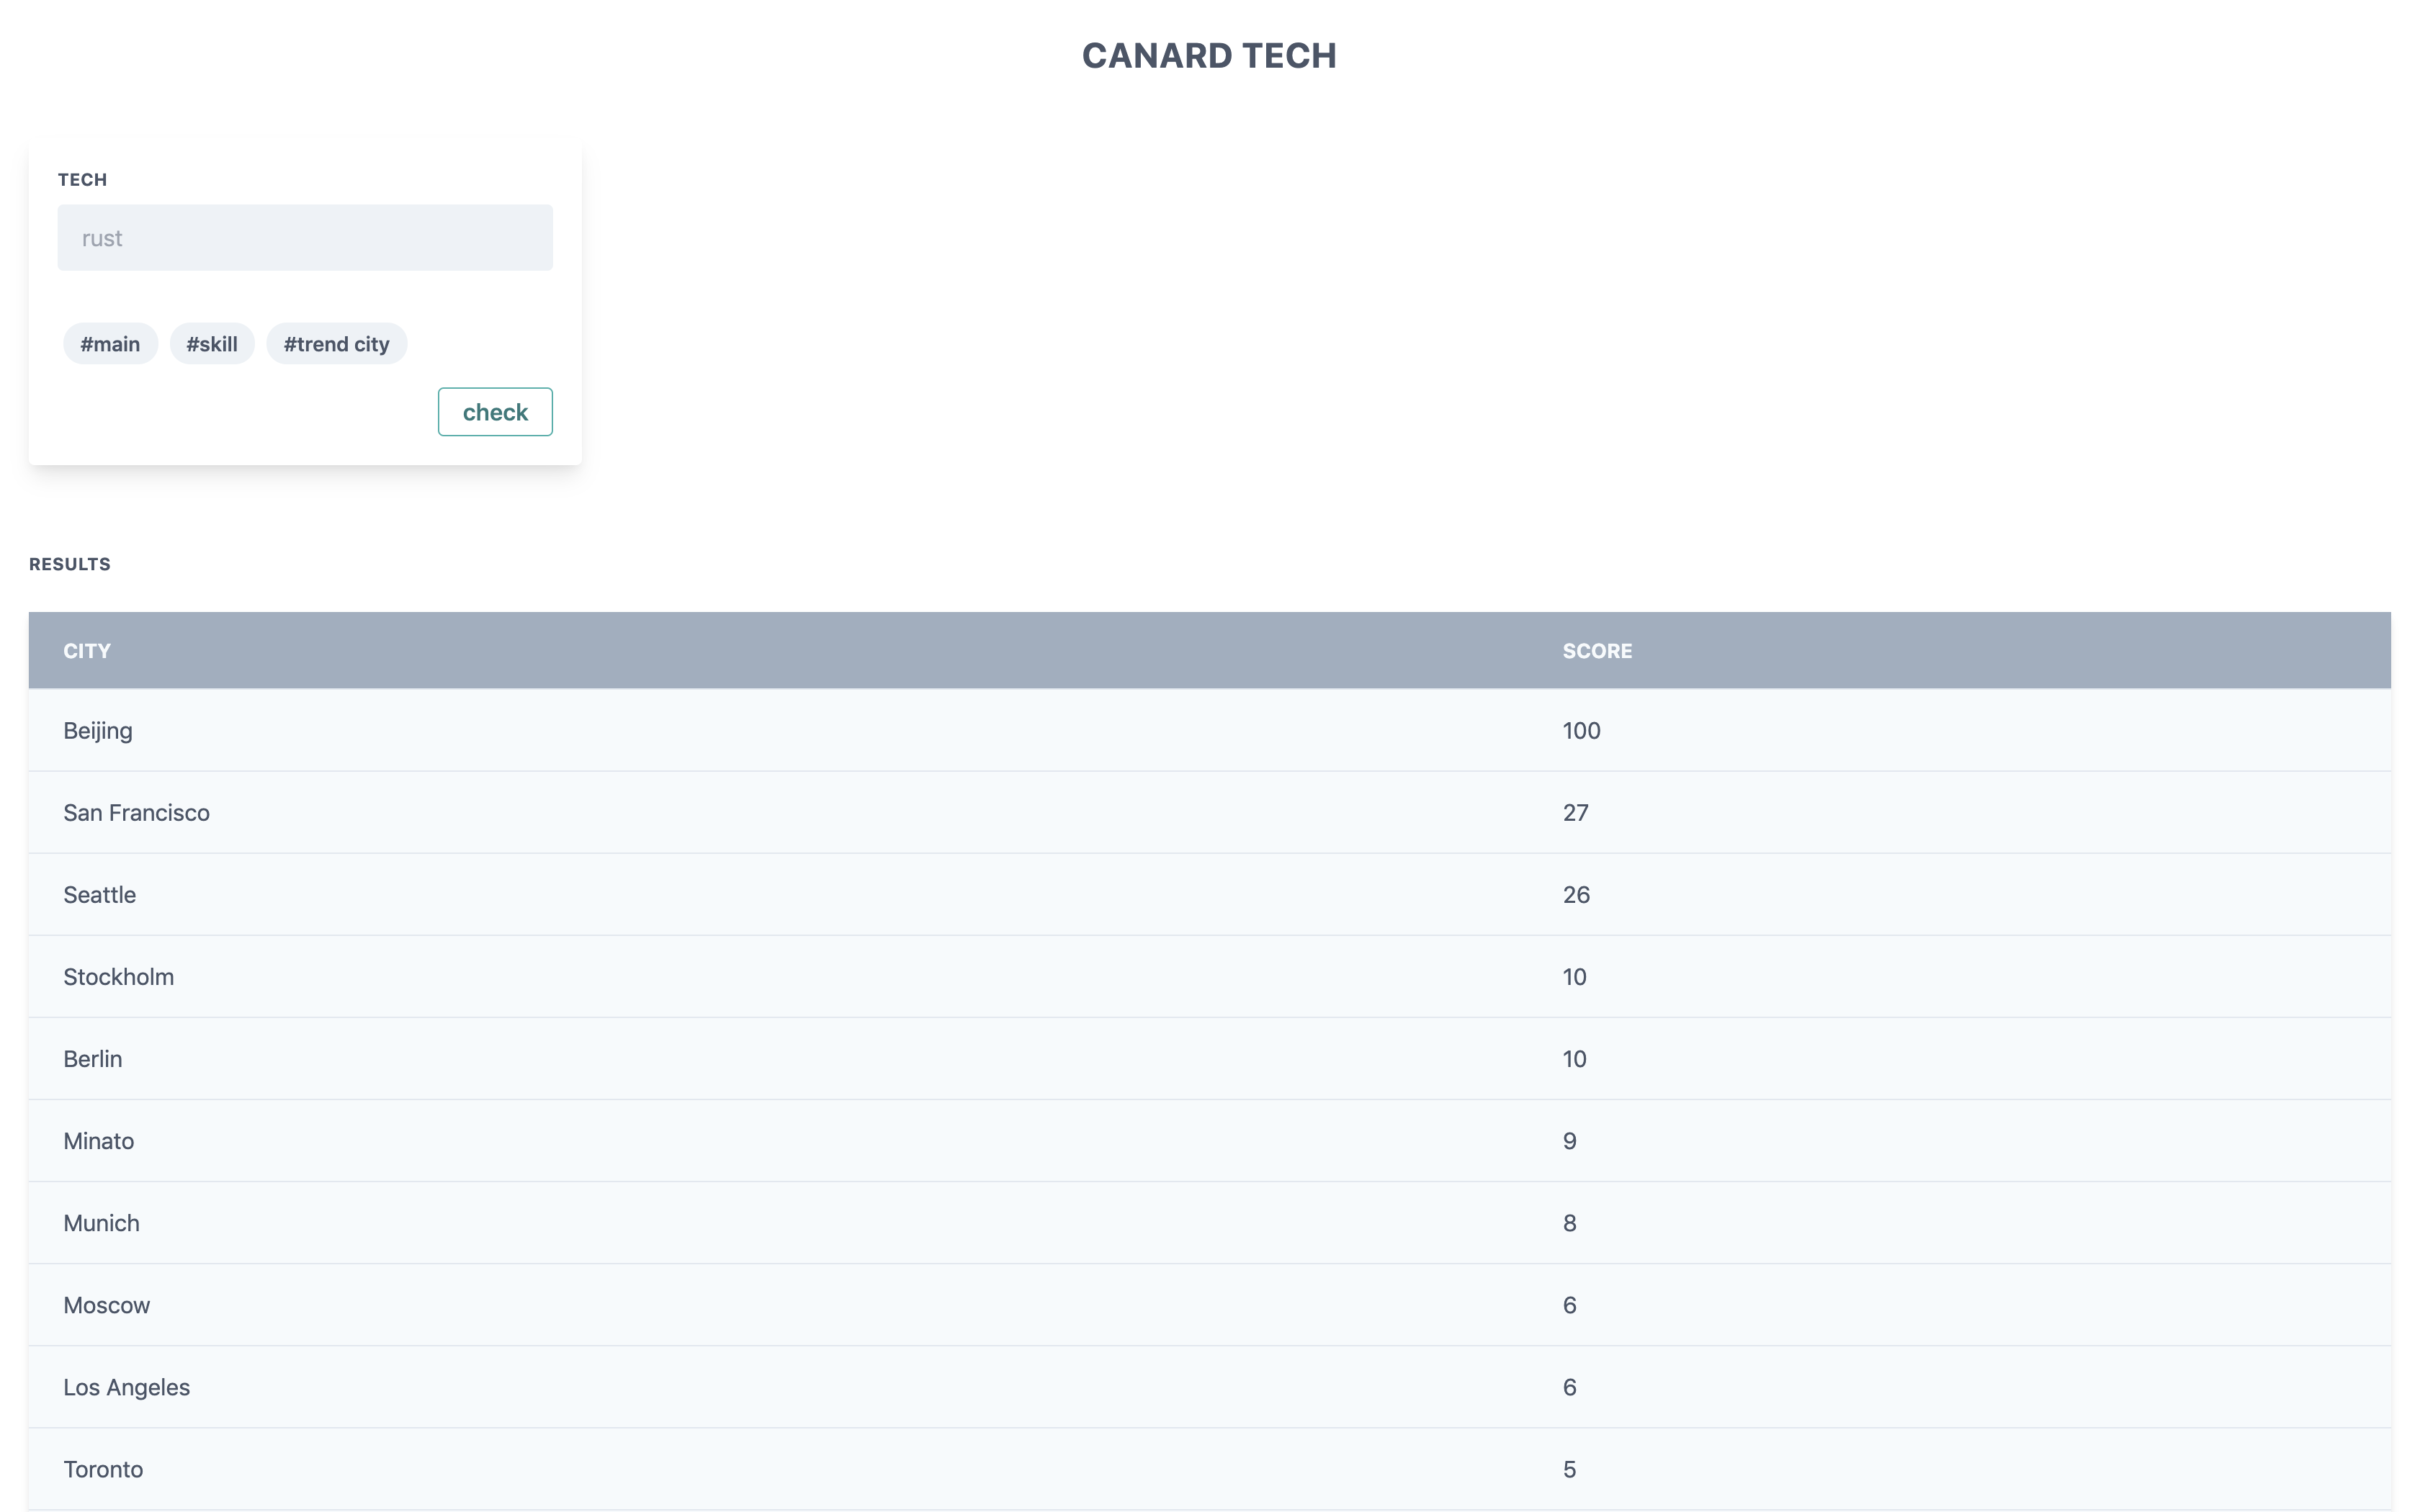 CANARD TECH
TECH
rust
#main #skill #trend city
check
RESULTS
CITY SCORE
Beijing 100
San Francisco 27
Seattle 26
Stockholm 10
Berlin 10
Minato 9
Munich 8
Moscow 6
Los Angeles 6
Toronto 5